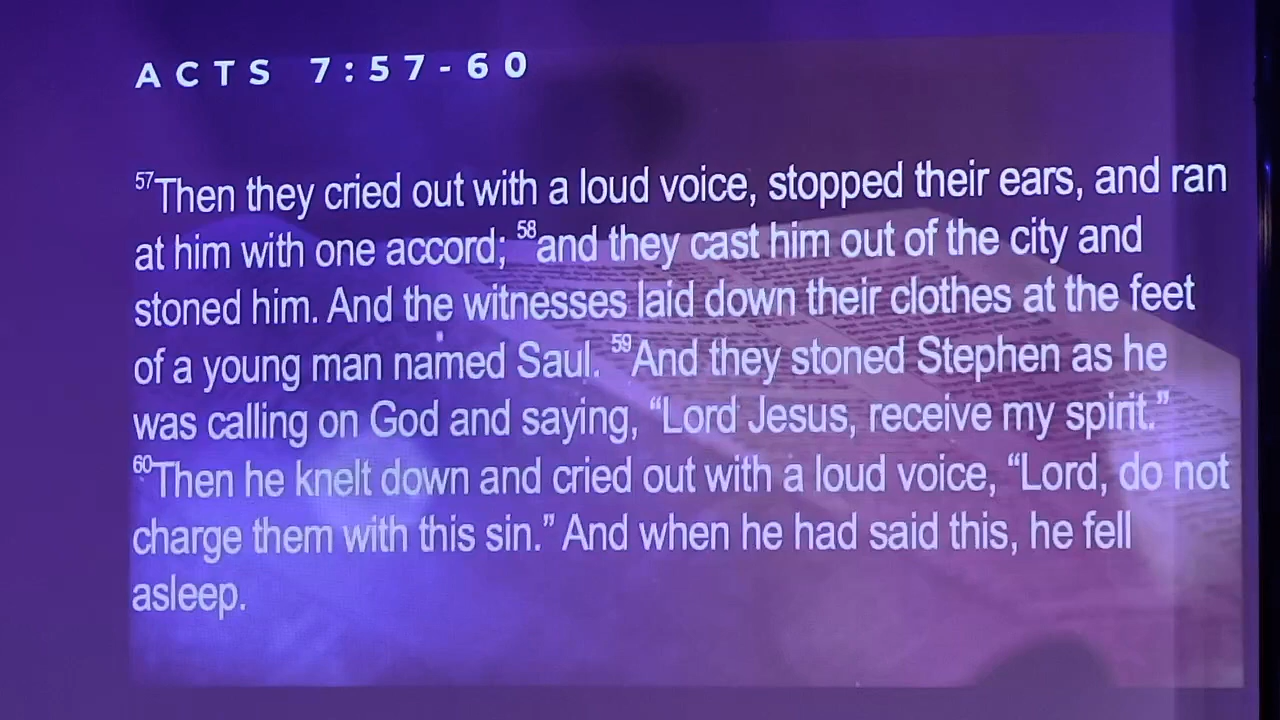 ACTS 7:57-60
57Then they cried out with a loud voice, stopped their ears, and ran
at him with one accord; 58and they cast him out of the city and
stoned him. And the witnesses laid down their clothes at the feet
of a young man named Saul. 59And they stoned Stephen as he
was calling on God and saying, “Lord Jesus, receive my spirit.”
60Then he knelt down and cried out with a loud voice, “Lord, do not
charge them with this sin.” And when he had said this, he fell
asleep.